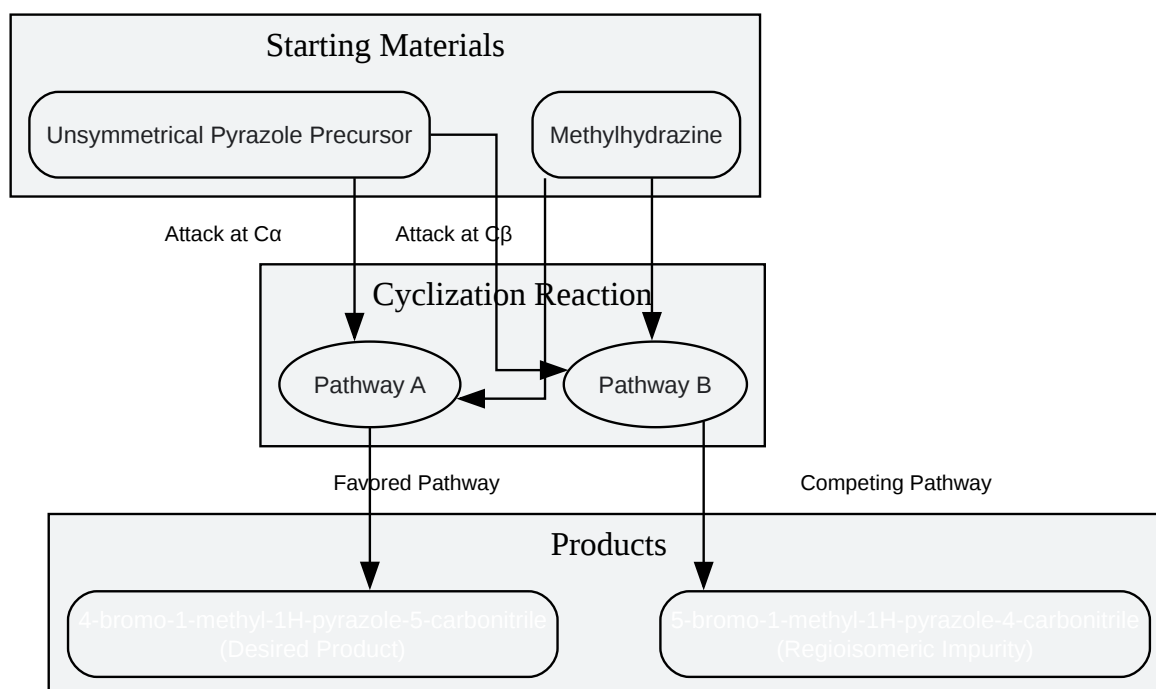 Starting Materials
Unsymmetrical Pyrazole Precursor
Methylhydrazine
Attack at Cα
Attack at Cβ
Cyclization Reaction
Pathway A
Pathway B
Favored Pathway
Competing Pathway
Products
4-bromo-1-methyl-1H-pyrazole-5-carbonitrile
(Desired Product)
5-bromo-1-methyl-1H-pyrazole-4-carbonitrile
(Regioisomeric Impurity)